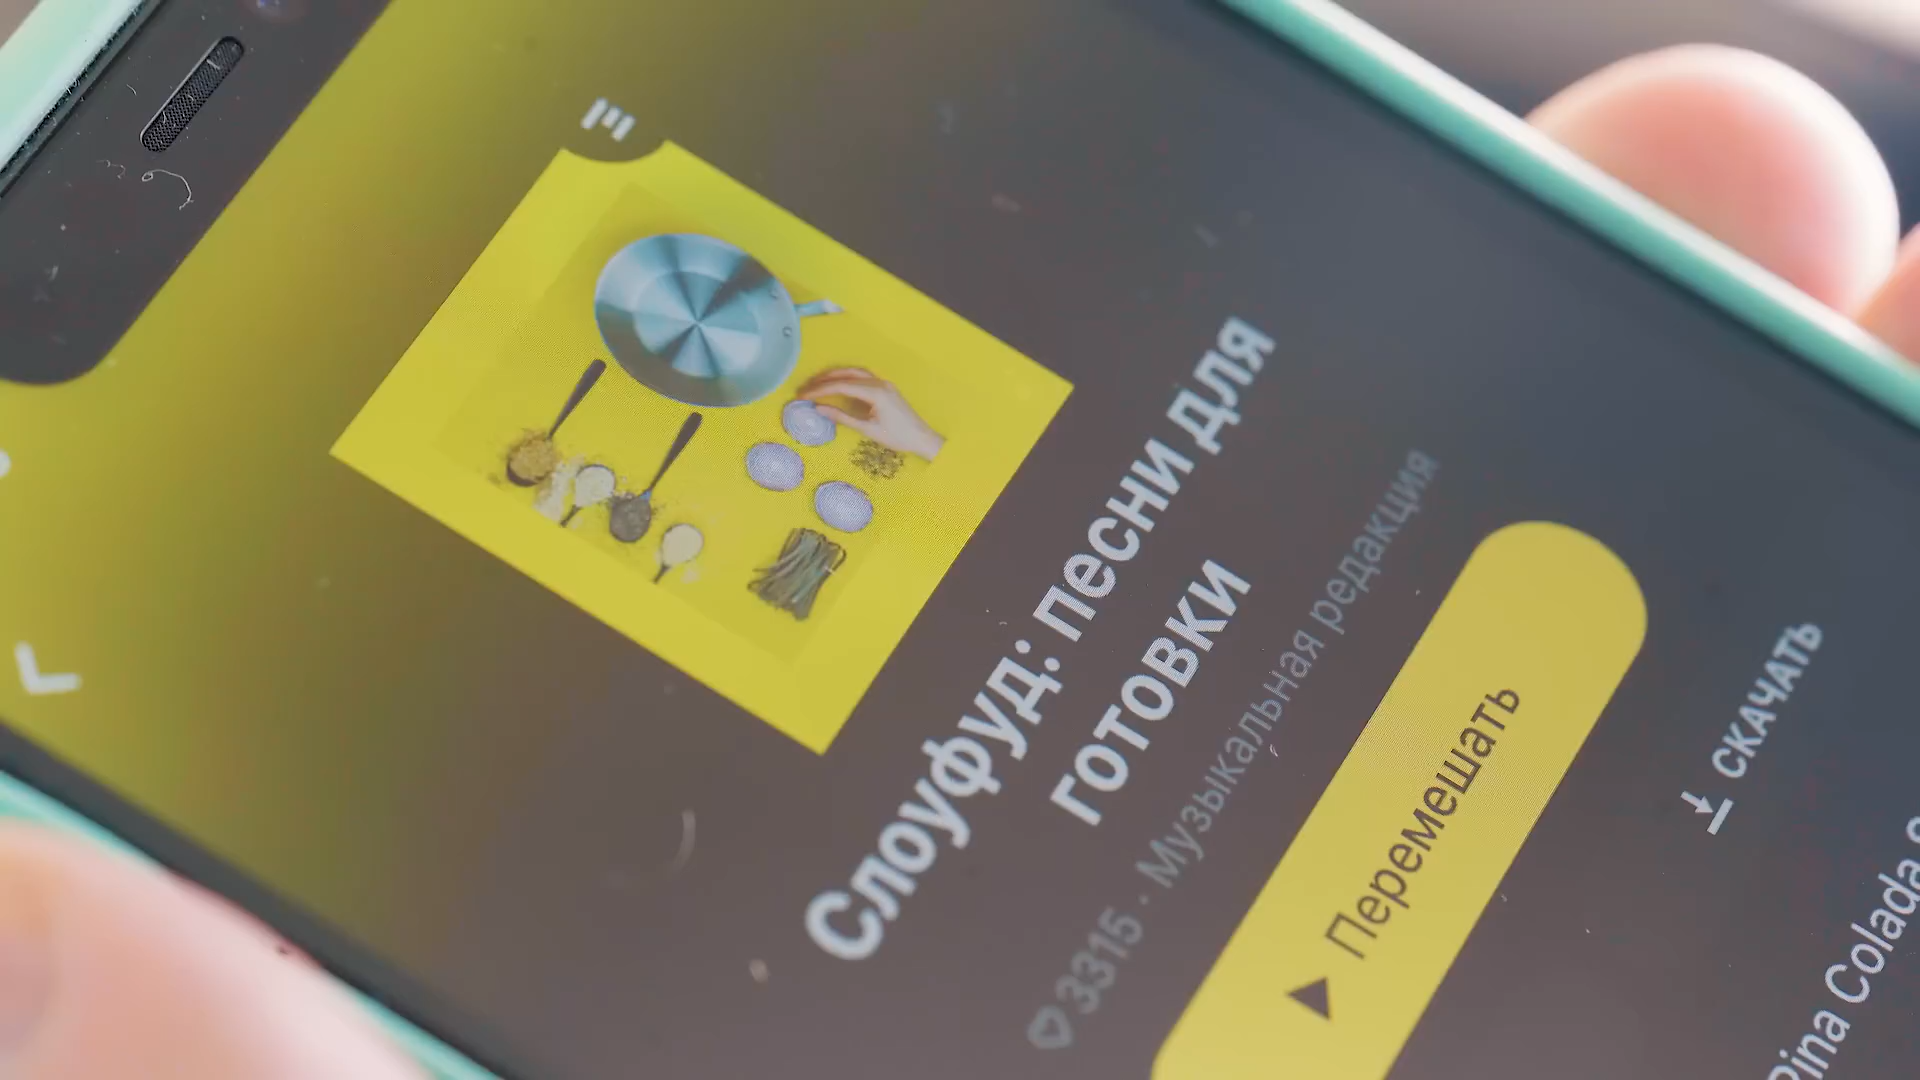 Слоуфуд: песни для
готовки
3315 · Музыкальная редакция
Перемешать
СКАЧАТЬ
Pina Colada